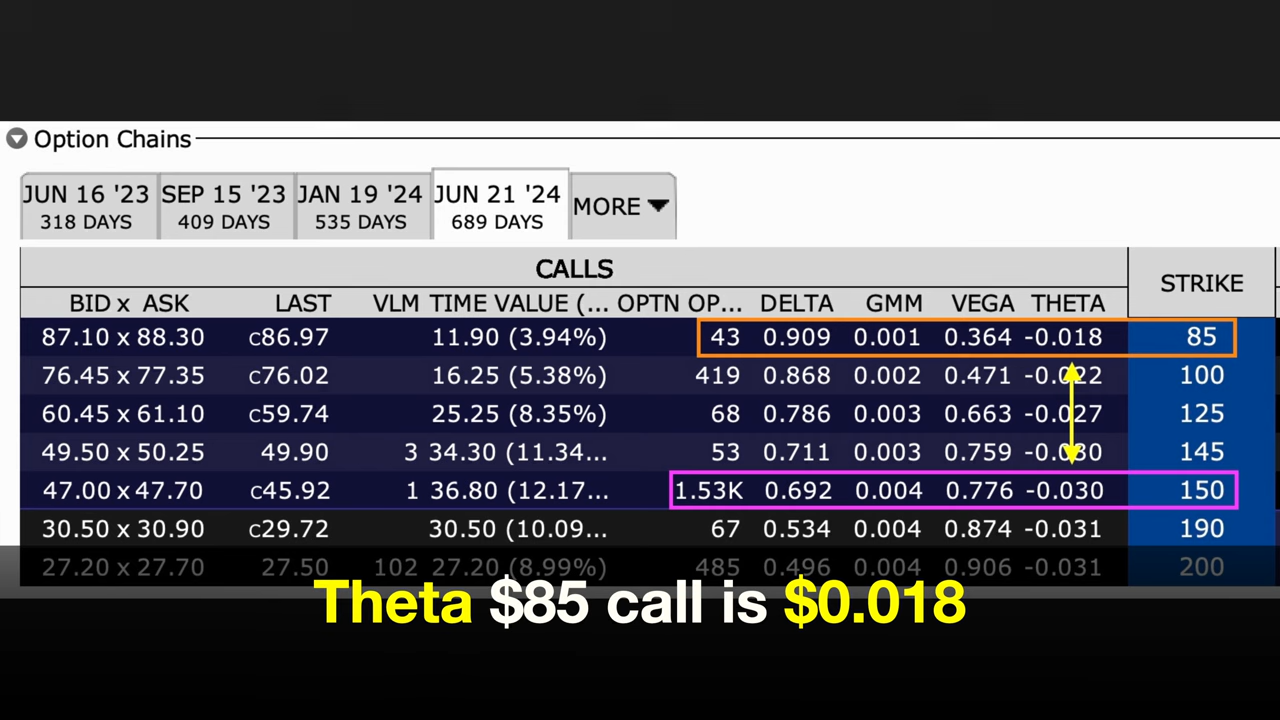 Option Chains
JUN 16 '23 SEP 15 '23 JAN 19 '24 JUN 21 '24 MORE
318 DAYS 409 DAYS 535 DAYS 689 DAYS
CALLS STRIKE
BID x ASK LAST VLM TIME VALUE (... OPTN OP... DELTA GMM VEGA THETA
87.10 x 88.30 c86.97 11.90 (3.94%) 43 0.909 0.001 0.364 -0.018 85
76.45 x 77.35 c76.02 16.25 (5.38%) 419 0.868 0.002 0.471 -0.022 100
60.45 x 61.10 c59.74 25.25 (8.35%) 68 0.786 0.003 0.663 -0.027 125
49.50 x 50.25 49.90 3 34.30 (11.34... 53 0.711 0.003 0.759 -0.030 145
47.00 x 47.70 c45.92 1 36.80 (12.17... 1.53K 0.692 0.004 0.776 -0.030 150
30.50 x 30.90 c29.72 30.50 (10.09... 67 0.534 0.004 0.874 -0.031 190
27.20 x 27.70 27.50 102 27.20 (8.99%) 485 0.496 0.004 0.906 -0.031 200
Theta $85 call is $0.018